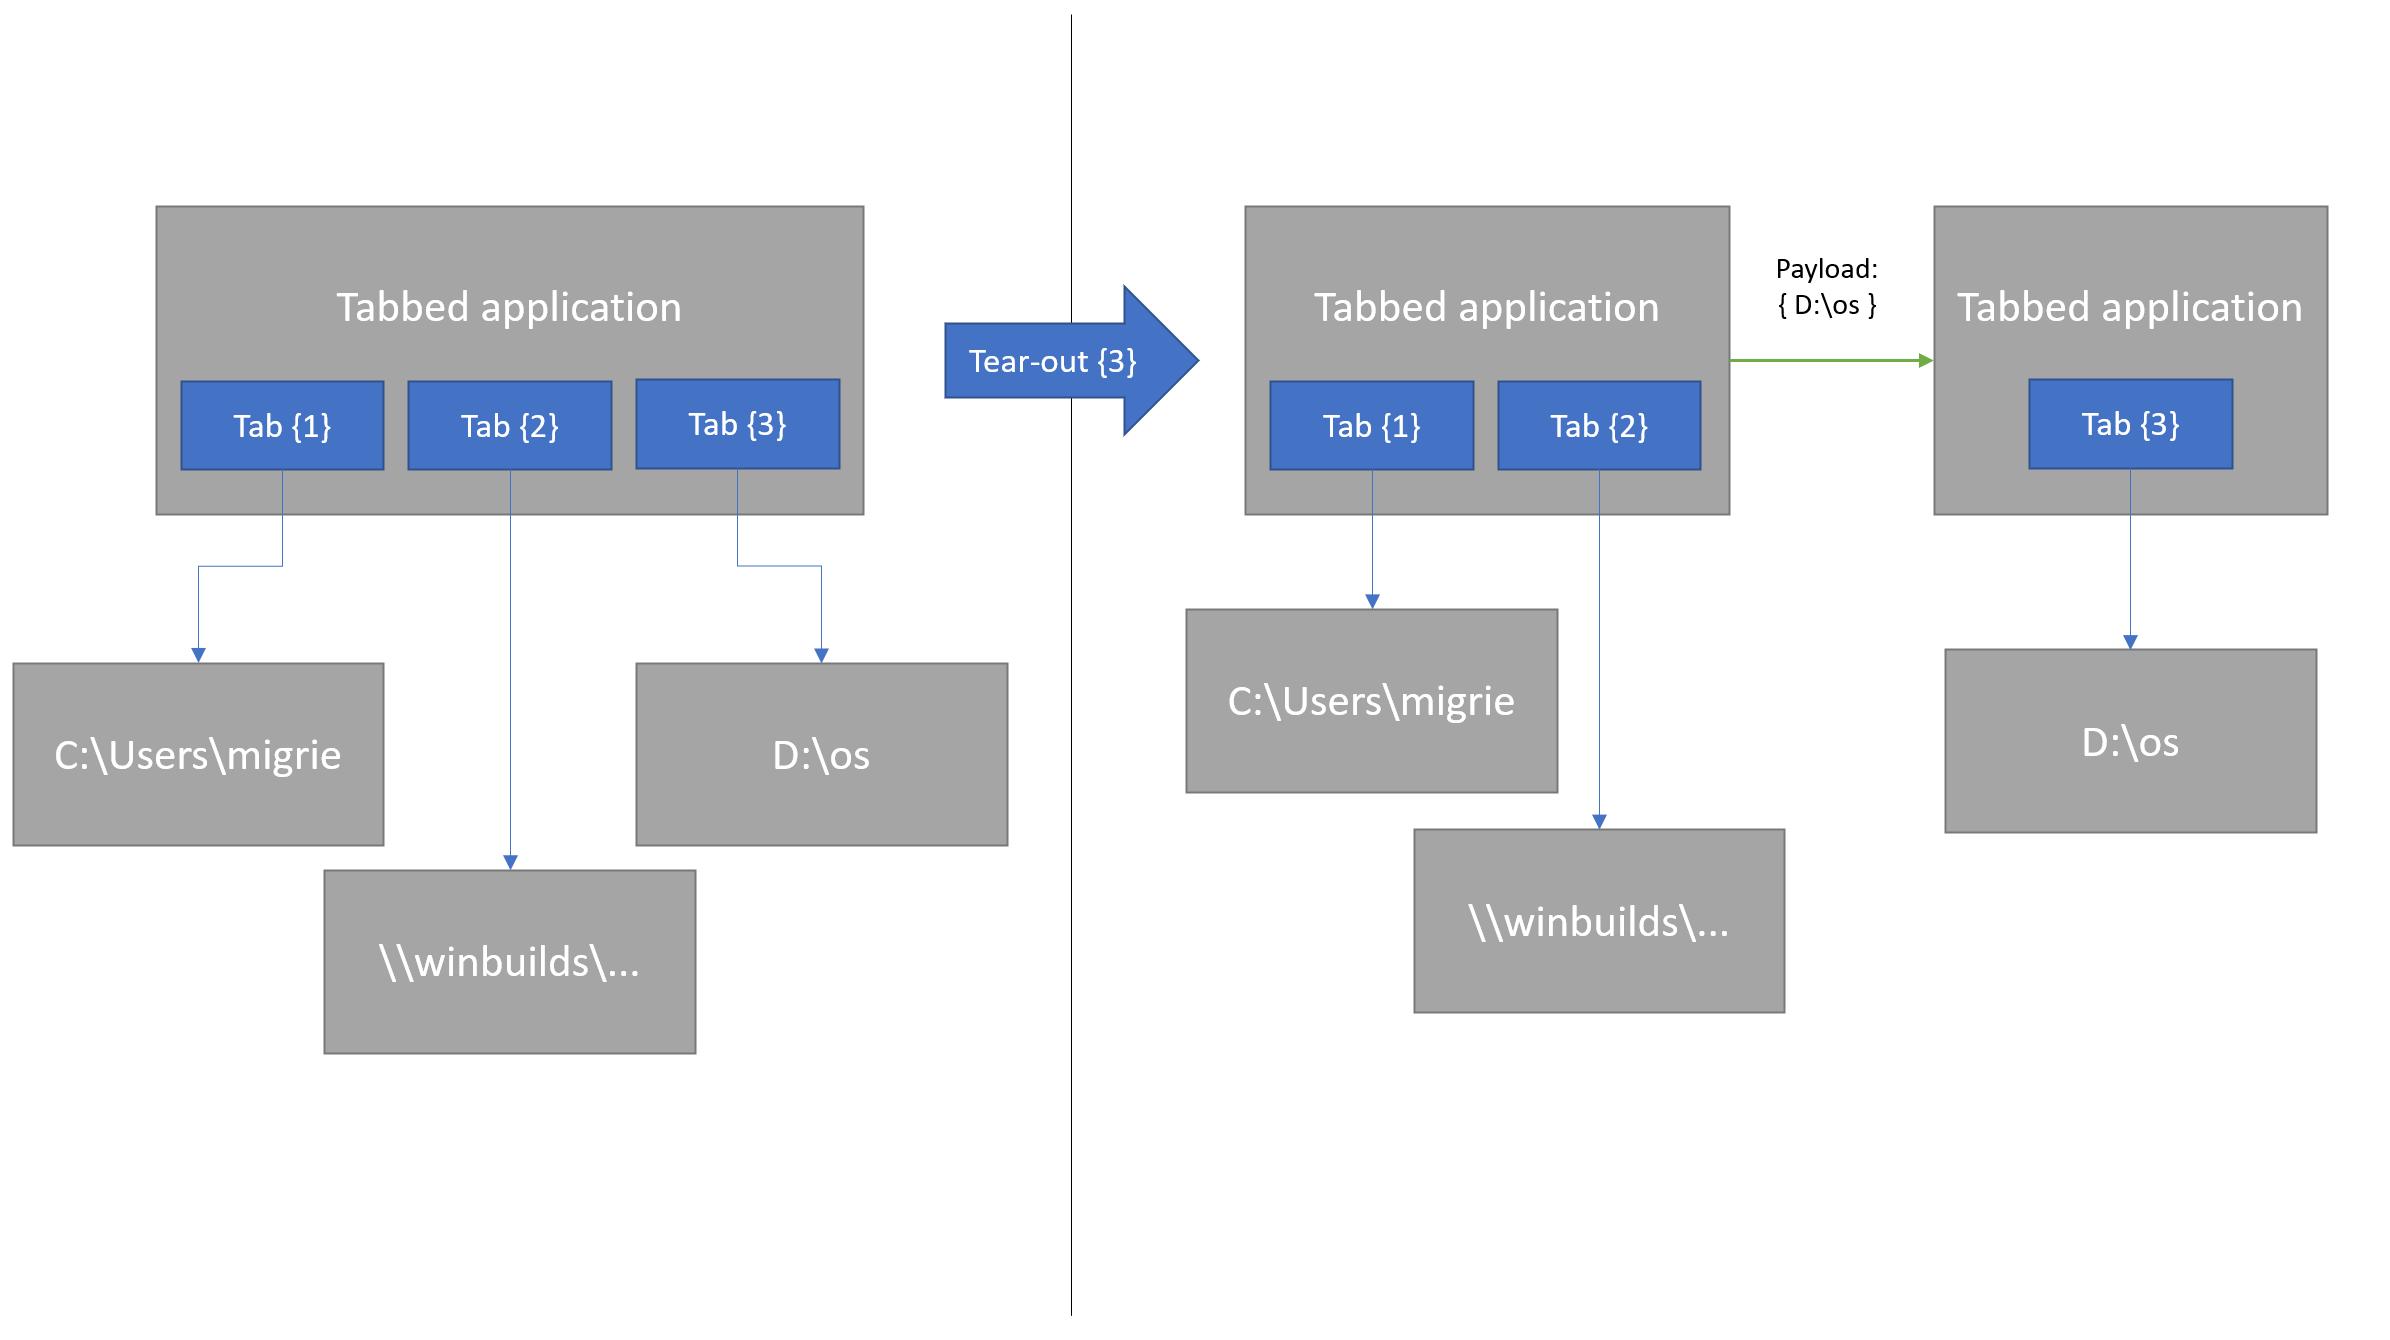 Tabbed application
Tab {1}
Tab {2}
Tab {3}
C:\Users\migrie
D:\os
\\winbuilds\...
Tear-out {3}
Tabbed application
Tab {1}
Tab {2}
Payload:
{ D:\os }
Tabbed application
Tab {3}
C:\Users\migrie
\\winbuilds\...
D:\os